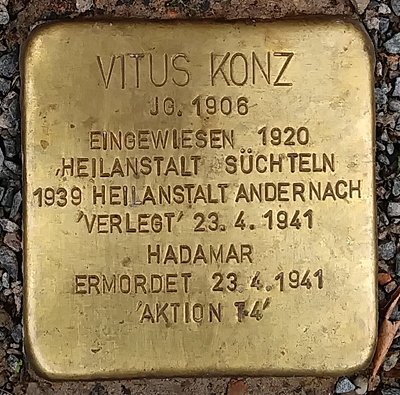 VITUS KONZ
JG. 1906
EINGEWIESEN 1920
HEILANSTALT SÜCHTELN
1939 HEILANSTALT ANDERNACH
'VERLEGT' 23.4.1941
HADAMAR
ERMORDET 23.4.1941
'AKTION T4'